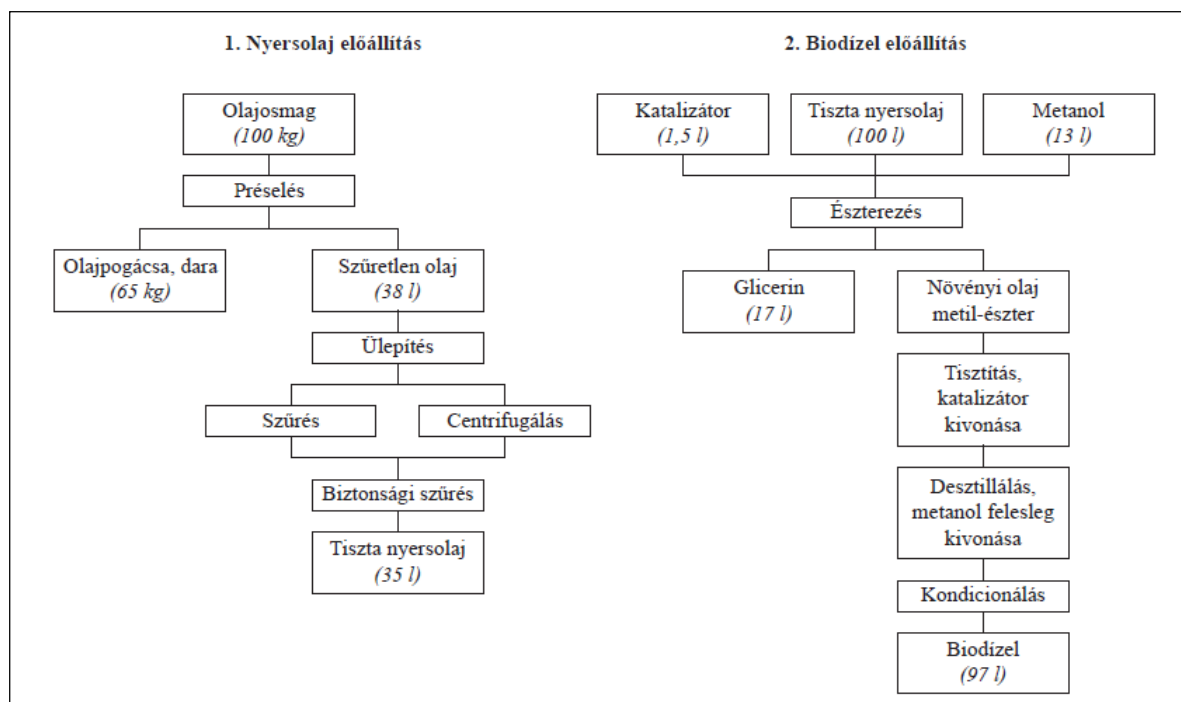 1. Nyersolaj előállítás
Olajosmag
(100 kg)
Préselés
Olajpogácsa, dara
(65 kg)
Szűretlen olaj
(38 l)
Ülepítés
Szűrés
Centrifugálás
Biztonsági szűrés
Tiszta nyersolaj
(35 l)
2. Biodízel előállítás
Katalizátor
(1,5 l)
Tiszta nyersolaj
(100 l)
Metanol
(13 l)
Észterezés
Glicerin
(17 l)
Növényi olaj
metil-észter
Tisztítás,
katalizátor
kivonása
Desztillálás,
metanol felesleg
kivonása
Kondicionálás
Biodízel
(97 l)